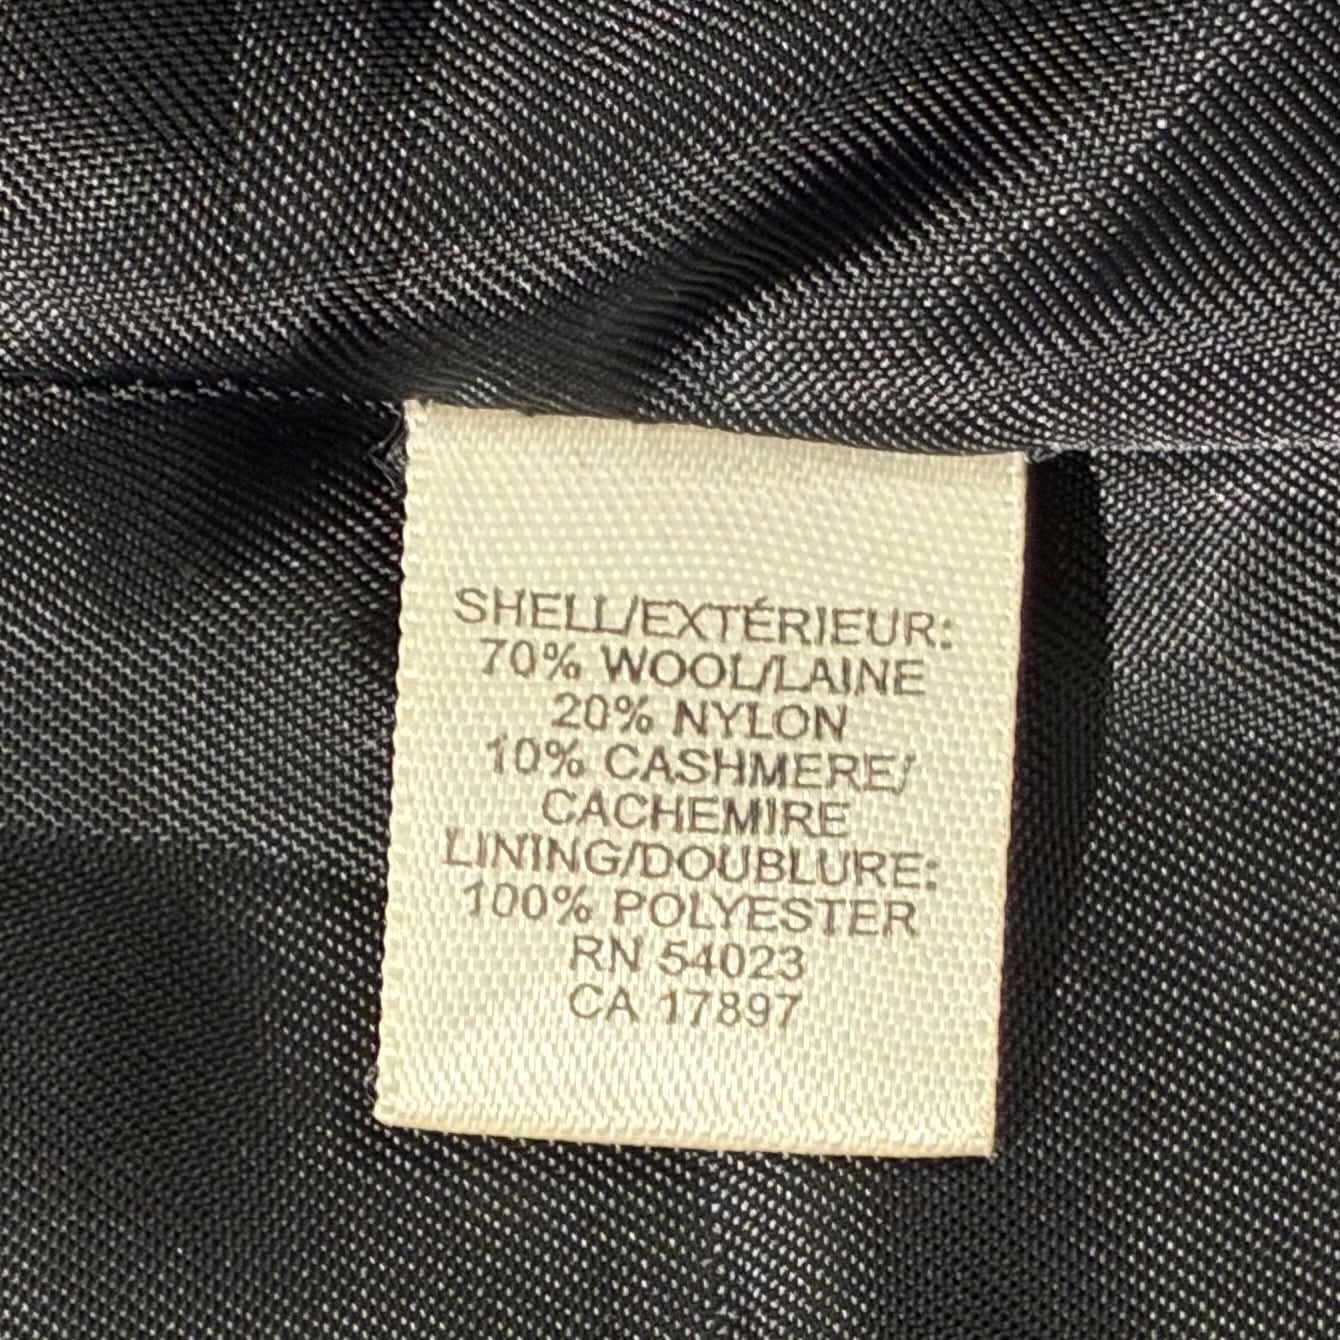 SHELL/EXTÉRIEUR:
70% WOOL/LAINE
20% NYLON
10% CASHMERE/
CACHEMIRE
LINING/DOUBLURE:
100% POLYESTER
RN 54023
CA 17897